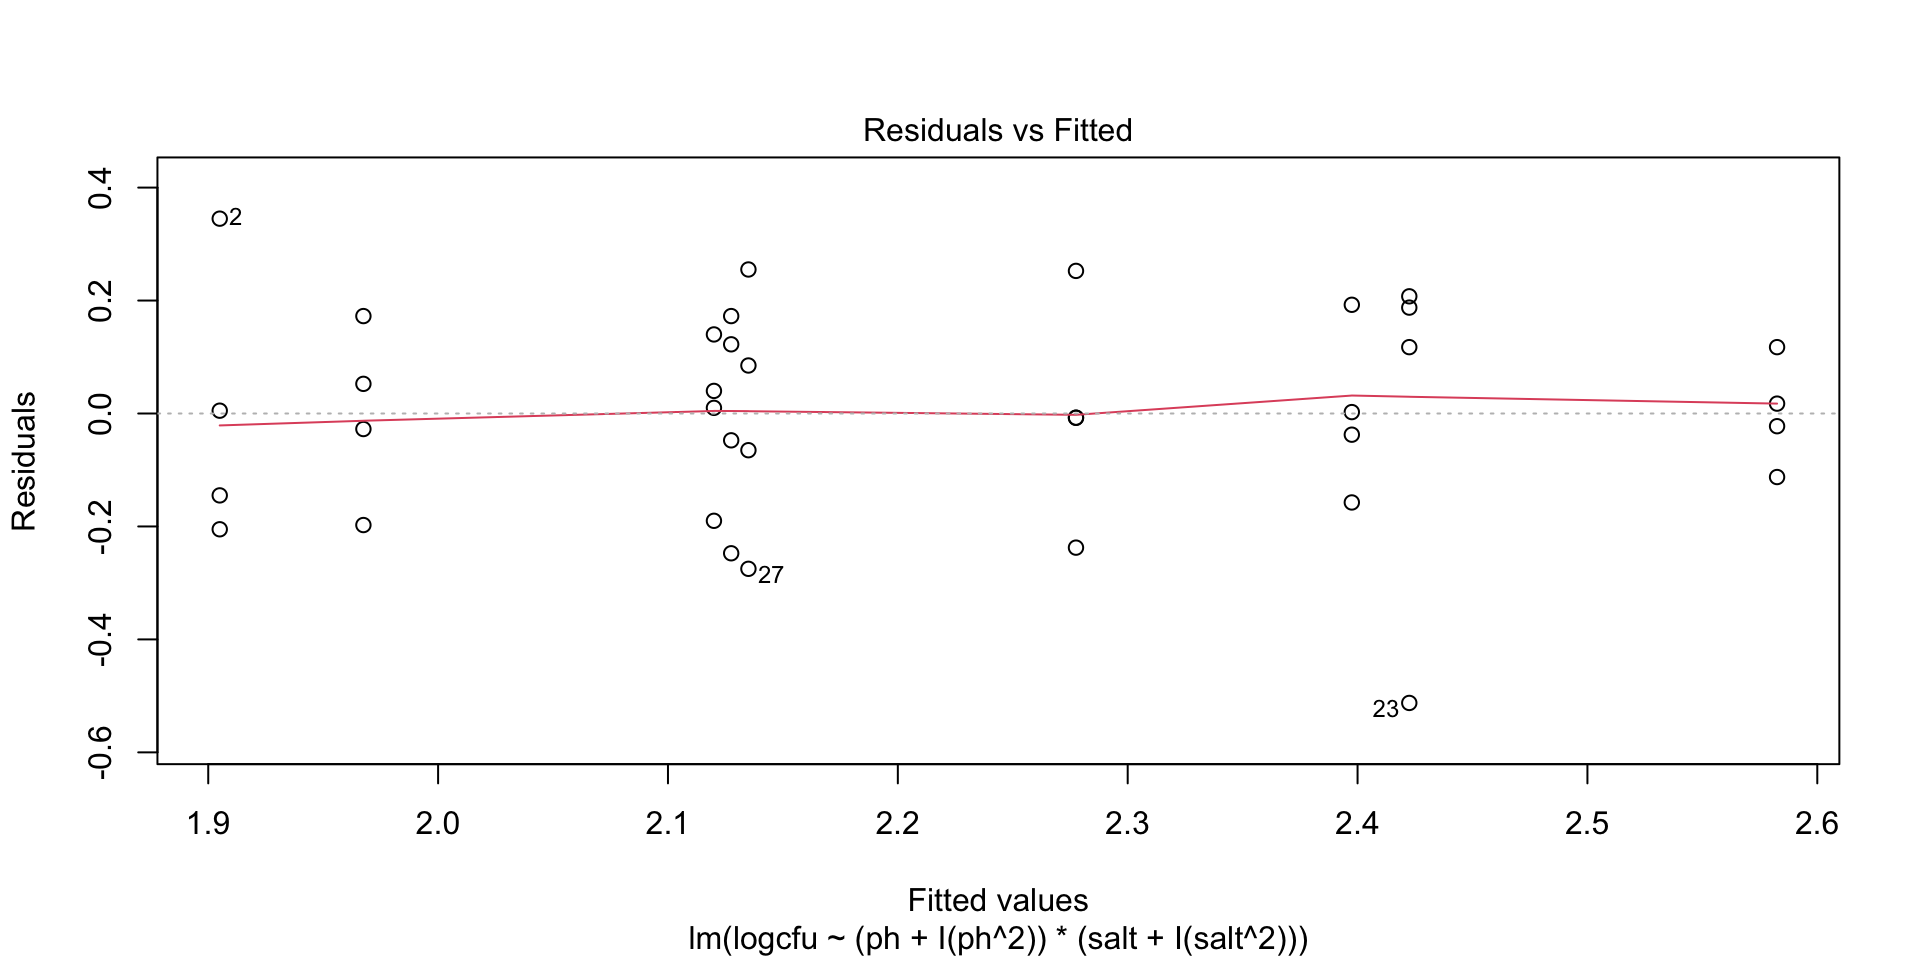 Residuals vs Fitted
Residuals
0.4
0.2
0.0
-0.2
-0.4
-0.6
2
27
23
1.9 2.0 2.1 2.2 2.3 2.4 2.5 2.6
Fitted values
lm(logcfu ~ (ph + I(ph^2)) * (salt + I(salt^2)))